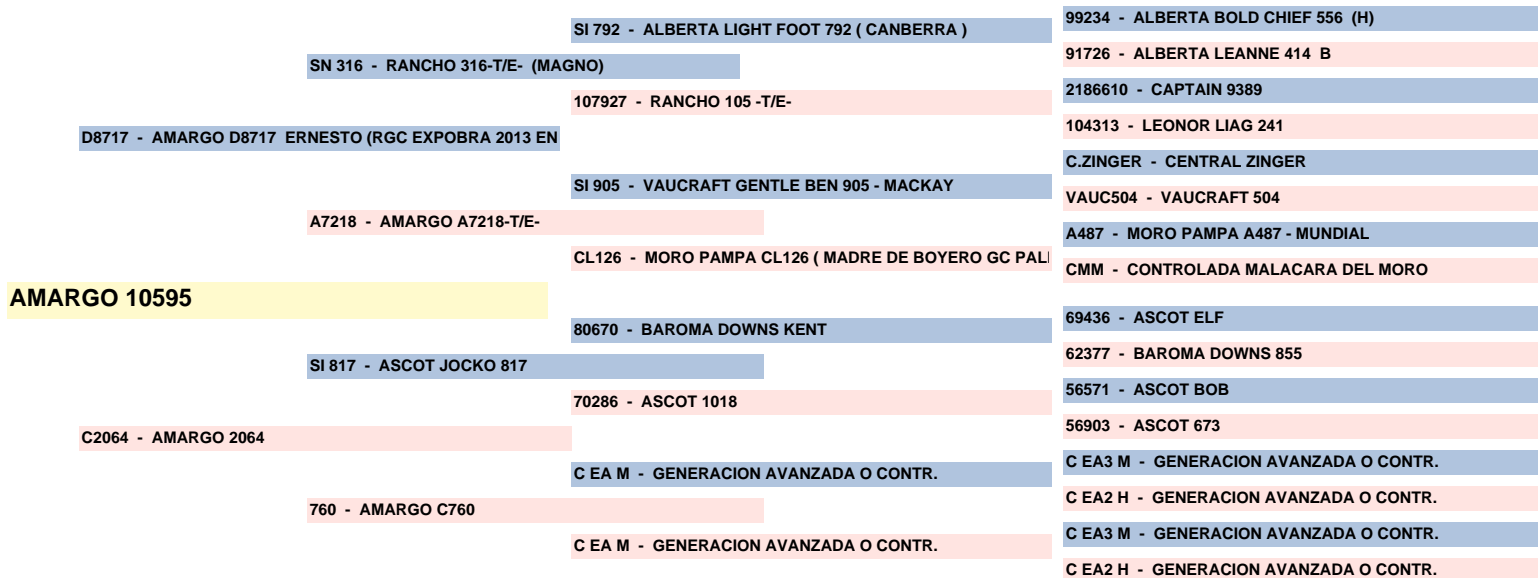 99234 - ALBERTA BOLD CHIEF 556 (H)
SI 792 - ALBERTA LIGHT FOOT 792 ( CANBERRA )
91726 - ALBERTA LEANNE 414 B
SN 316 - RANCHO 316-T/E- (MAGNO)
2186610 - CAPTAIN 9389
107927 - RANCHO 105 -T/E-
104313 - LEONOR LIAG 241
D8717 - AMARGO D8717 ERNESTO (RGC EXPOBRA 2013 EN
C.ZINGER - CENTRAL ZINGER
SI 905 - VAUCRAFT GENTLE BEN 905 - MACKAY
VAUC504 - VAUCRAFT 504
A7218 - AMARGO A7218-T/E-
A487 - MORO PAMPA A487 - MUNDIAL
CL126 - MORO PAMPA CL126 ( MADRE DE BOYERO GC PAL
CMM - CONTROLADA MALACARA DEL MORO
AMARGO 10595
69436 - ASCOT ELF
80670 - BAROMA DOWNS KENT
62377 - BAROMA DOWNS 855
SI 817 - ASCOT JOCKO 817
56571 - ASCOT BOB
70286 - ASCOT 1018
56903 - ASCOT 673
C2064 - AMARGO 2064
C EA3 M - GENERACION AVANZADA O CONTR.
C EA M - GENERACION AVANZADA O CONTR.
C EA2 H - GENERACION AVANZADA O CONTR.
760 - AMARGO C760
C EA3 M - GENERACION AVANZADA O CONTR.
C EA M - GENERACION AVANZADA O CONTR.
C EA2 H - GENERACION AVANZADA O CONTR.